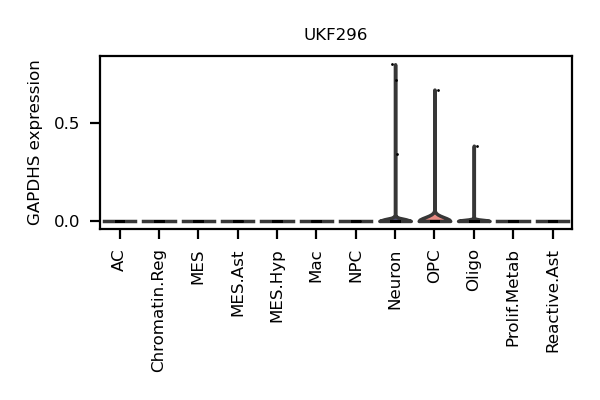 UKF296
GAPDHS expression
0.5
0.0
AC
Chromatin.Reg
MES
MES.Ast
MES.Hyp
Mac
NPC
Neuron
OPC
Oligo
Prolif.Metab
Reactive.Ast